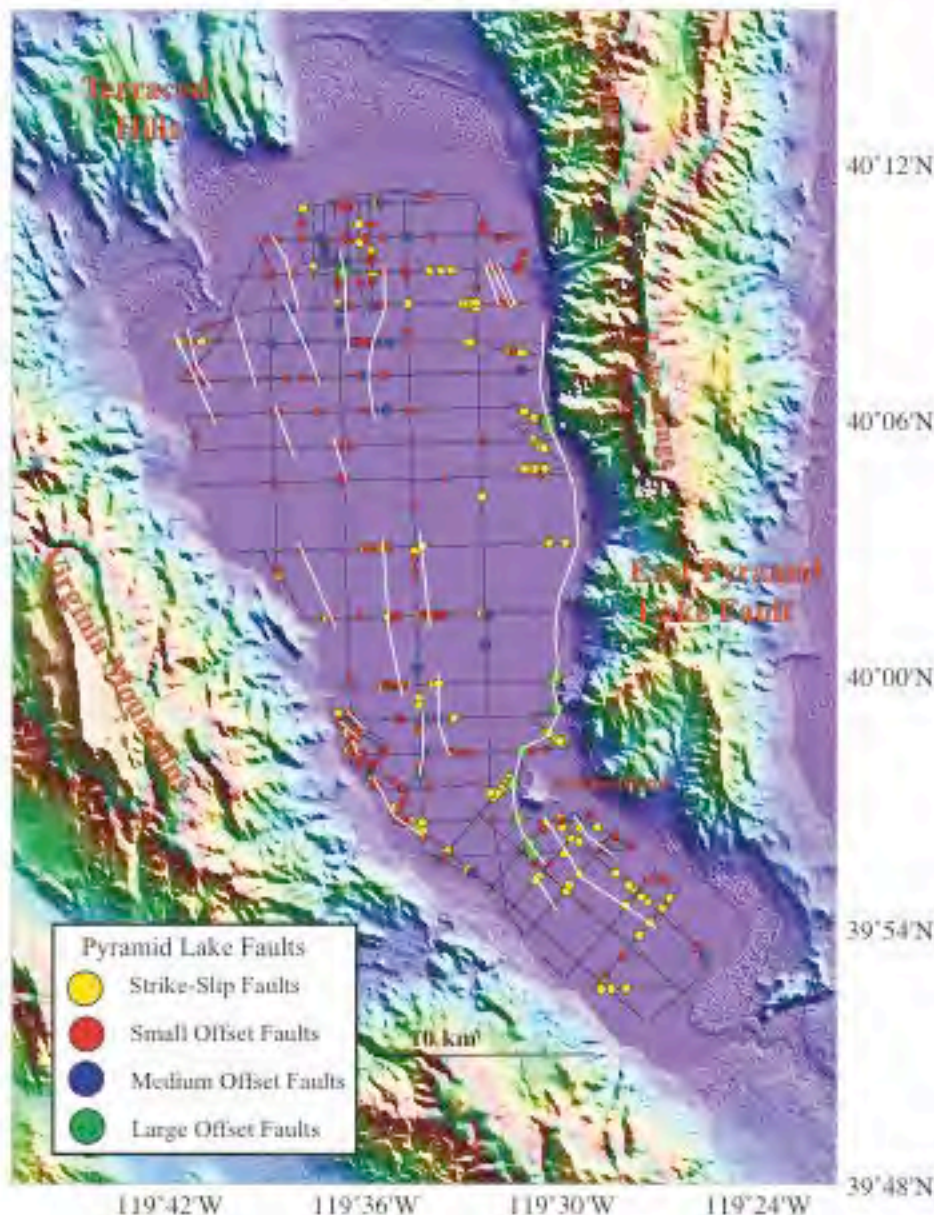 Terraced
Hills
40°12'N
40°06'N
East Pyramid
Lake Fault
Virginia Mountains
40°00'N
39°54'N
Pyramid Lake Faults
Strike-Slip Faults
Small Offset Faults
Medium Offset Faults
Large Offset Faults
10 km
39°48'N
119°42'W
119°36'W
119°30'W
119°24'W